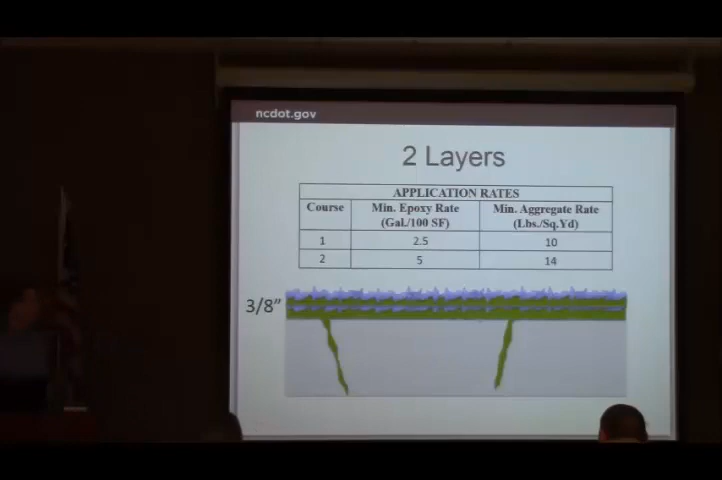 ncdot.gov
2 Layers
APPLICATION RATES
Course Min. Epoxy Rate (Gal./100 SF) Min. Aggregate Rate (Lbs./Sq.Yd)
1 2.5 10
2 5 14
3/8"